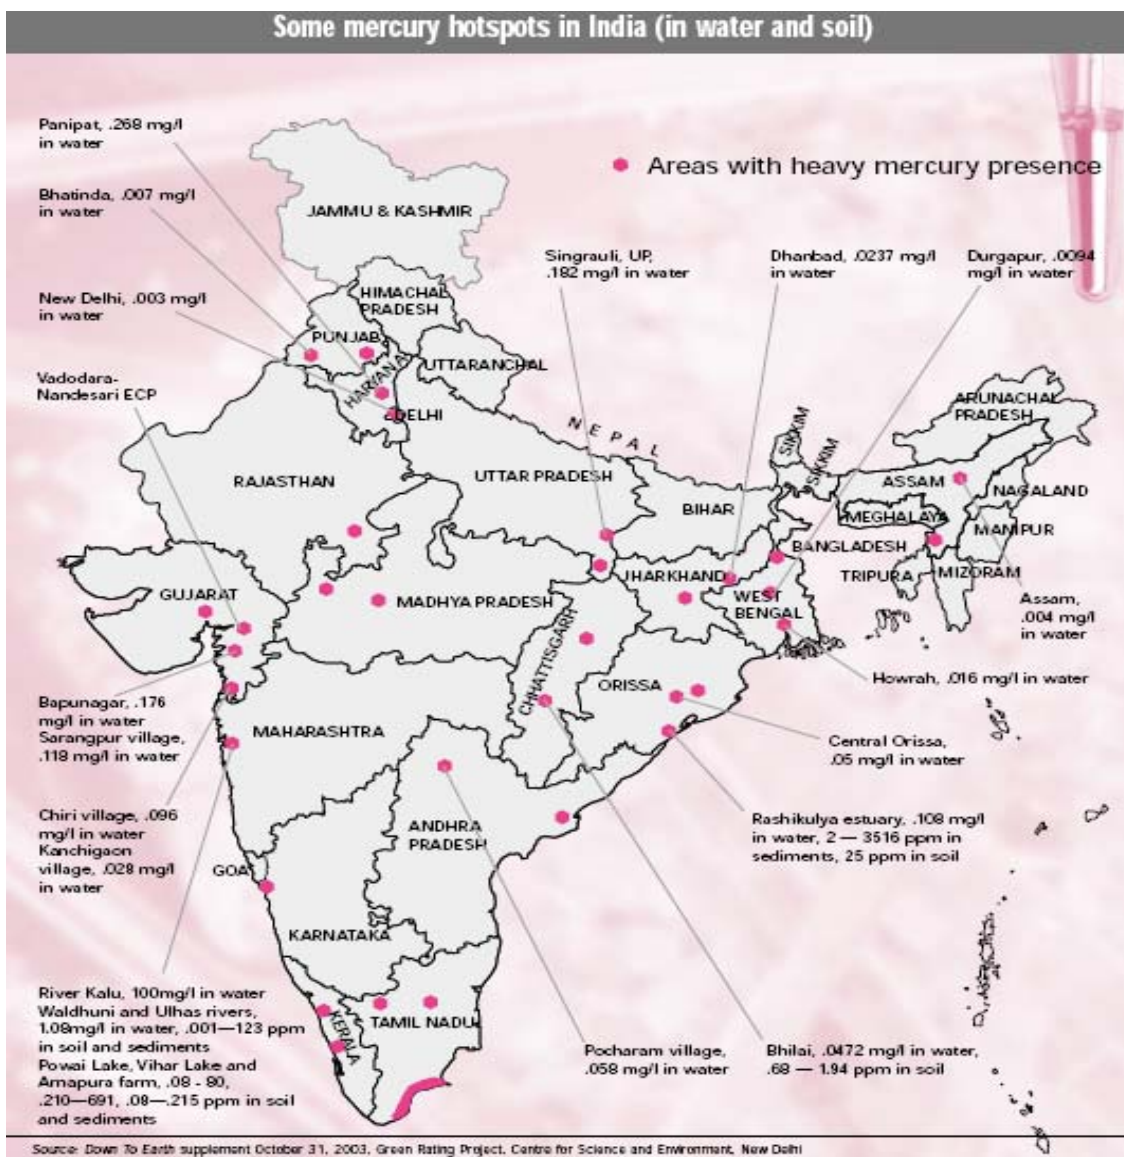 Some mercury hotspots in India (in water and soil)
Panipat, .268 mg/l
in water
Areas with heavy mercury presence
Bhatinda, .007 mg/l
in water
JAMMU & KASHMIR
Singrauli, UP,
.182 mg/l in water
Dhanbad, .0237 mg/l
in water
Durgapur, .0094
mg/l in water
New Delhi, .003 mg/l
in water
HIMACHAL
PRADESH
PUNJAB
UTTARANCHAL
HARYANA
Vadodara-
Nandesari ECP
DELHI
ARUNACHAL
PRADESH
NEPAL
SIKKIM
SIKKIM
RAJASTHAN
UTTAR PRADESH
ASSAM
NAGALAND
BIHAR
MEGHALAYA
MANIPUR
BANGLADESH
JHARKHAND
TRIPURA
MIZORAM
GUJARAT
MADHYA PRADESH
WEST
BENGAL
Assam,
.004 mg/l
in water
CHHATTISGARH
ORISSA
Howrah, .016 mg/l in water
Bapunagar, .176
mg/l in water
Sarangpur village,
.118 mg/l in water
MAHARASHTRA
Central Orissa,
.05 mg/l in water
Chiri village, .096
mg/l in water
Kanchigaon
village, .028 mg/l
in water
ANDHRA
PRADESH
Rashikulya estuary, .108 mg/l
in water, 2 — 3516 ppm in
sediments, 25 ppm in soil
GOA
KARNATAKA
River Kalu, 100mg/l in water
Waldhuni and Ulhas rivers,
1.08mg/l in water, .001—123 ppm
in soil and sediments
Powai Lake, Vihar Lake and
Amapura farm, .08 - 80,
.210—691, .08—.215 ppm in soil
and sediments
KERALA
TAMIL NADU
Pocharam village,
.058 mg/l in water
Bhilai, .0472 mg/l in water,
.68 — 1.94 ppm in soil
Source: Down To Earth supplement October 31, 2003, Green Rating Project, Centre for Science and Environment, New Delhi